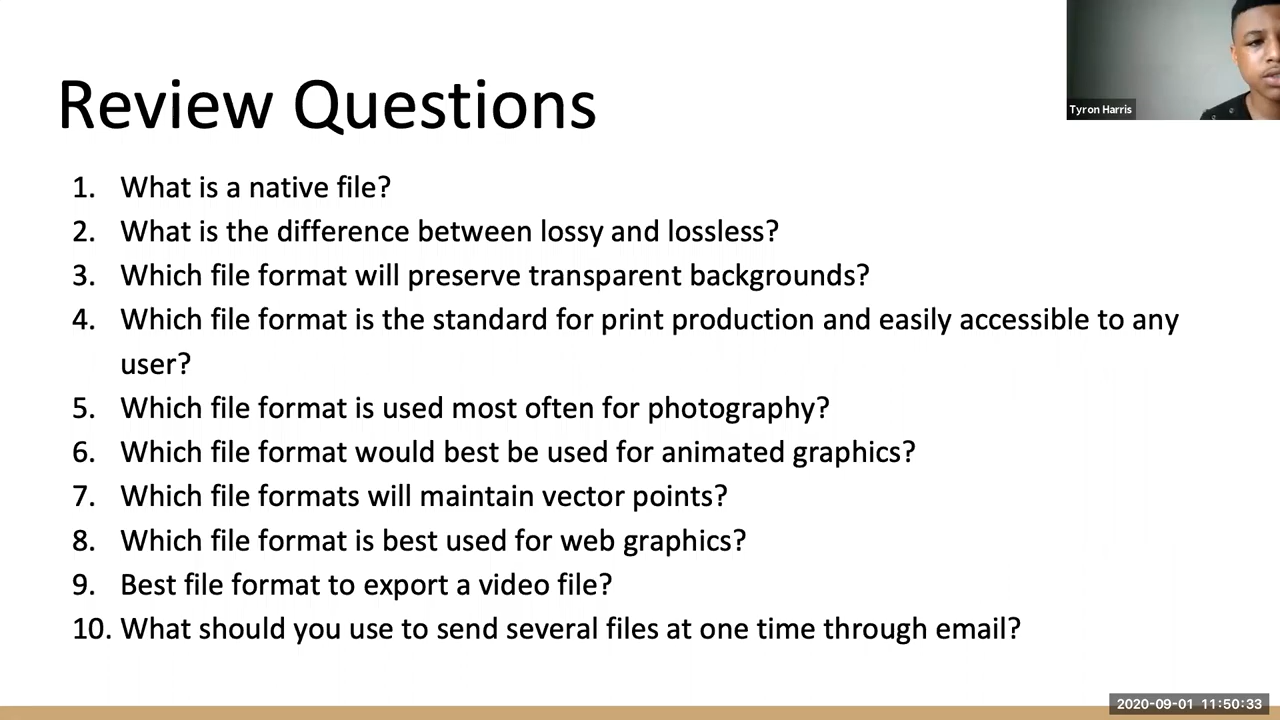 Review Questions
Tyron Harris
1. What is a native file?
2. What is the difference between lossy and lossless?
3. Which file format will preserve transparent backgrounds?
4. Which file format is the standard for print production and easily accessible to any
user?
5. Which file format is used most often for photography?
6. Which file format would best be used for animated graphics?
7. Which file formats will maintain vector points?
8. Which file format is best used for web graphics?
9. Best file format to export a video file?
10. What should you use to send several files at one time through email?
2020-09-01 11:50:33